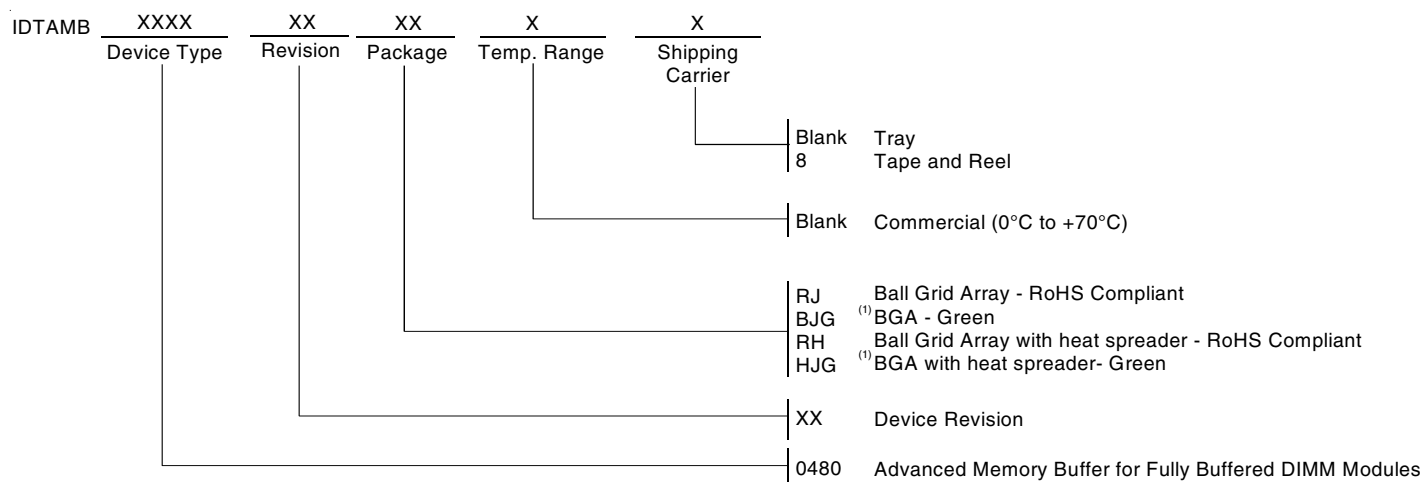 IDTAMB XXXX XX XX X X
Device Type Revision Package Temp. Range Shipping
Carrier
Blank Tray
8 Tape and Reel
Blank Commercial (0°C to +70°C)
RJ Ball Grid Array - RoHS Compliant
BJG (1) BGA - Green
RH Ball Grid Array with heat spreader - RoHS Compliant
HJG (1) BGA with heat spreader- Green
XX Device Revision
0480 Advanced Memory Buffer for Fully Buffered DIMM Modules